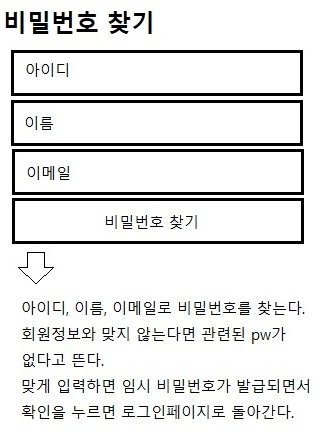 비밀번호 찾기
아이디
이름
이메일
비밀번호 찾기
아이디, 이름, 이메일로 비밀번호를 찾는다.
회원정보와 맞지 않는다면 관련된 pw가
없다고 뜬다.
맞게 입력하면 임시 비밀번호가 발급되면서
확인을 누르면 로그인페이지로 돌아간다.